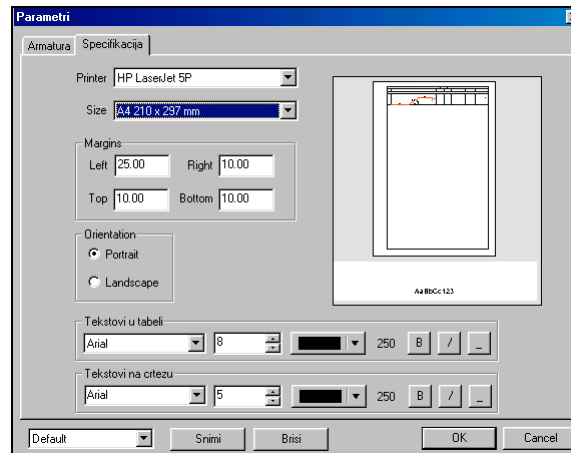 Parametri
Armatura Specifikacija
Printer HP LaserJet 5P
Size A4 210 x 297 mm
Margins
Left 25.00 Right 10.00
Top 10.00 Bottom 10.00
Orientation
Portrait
Landscape
AaBbCc123
Tekstovi u tabeli
Arial 8 250 B / _
Tekstovi na crtezu
Arial 5 250 B / _
Default Snimi Brisi OK Cancel